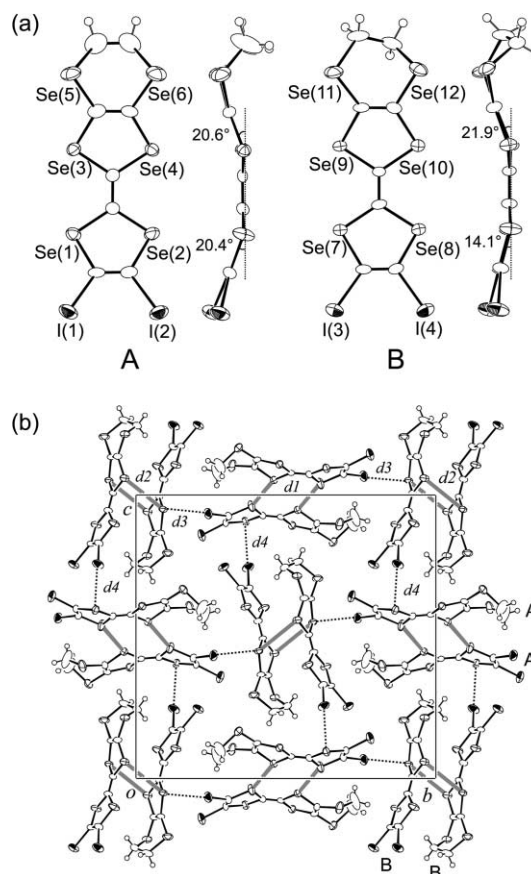 (a)
Se(5) Se(6) Se(11) Se(12)
20.6° 21.9°
Se(3) Se(4) Se(9) Se(10)
Se(1) Se(2) 20.4° Se(7) Se(8) 14.1°
I(1) I(2) I(3) I(4)
A B
(b)
d2 d1 d3 d2
c d3
d4 d4 d4
A
A
o b
B B